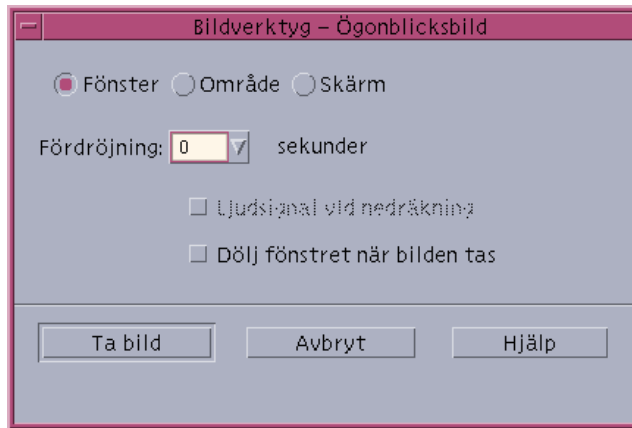 Bildverktyg – Ögonblicksbild
Fönster Område Skärm
Fördröjning: 0 sekunder
Ljudsignal vid nedräkning
Dölj fönstret när bilden tas
Ta bild Avbryt Hjälp